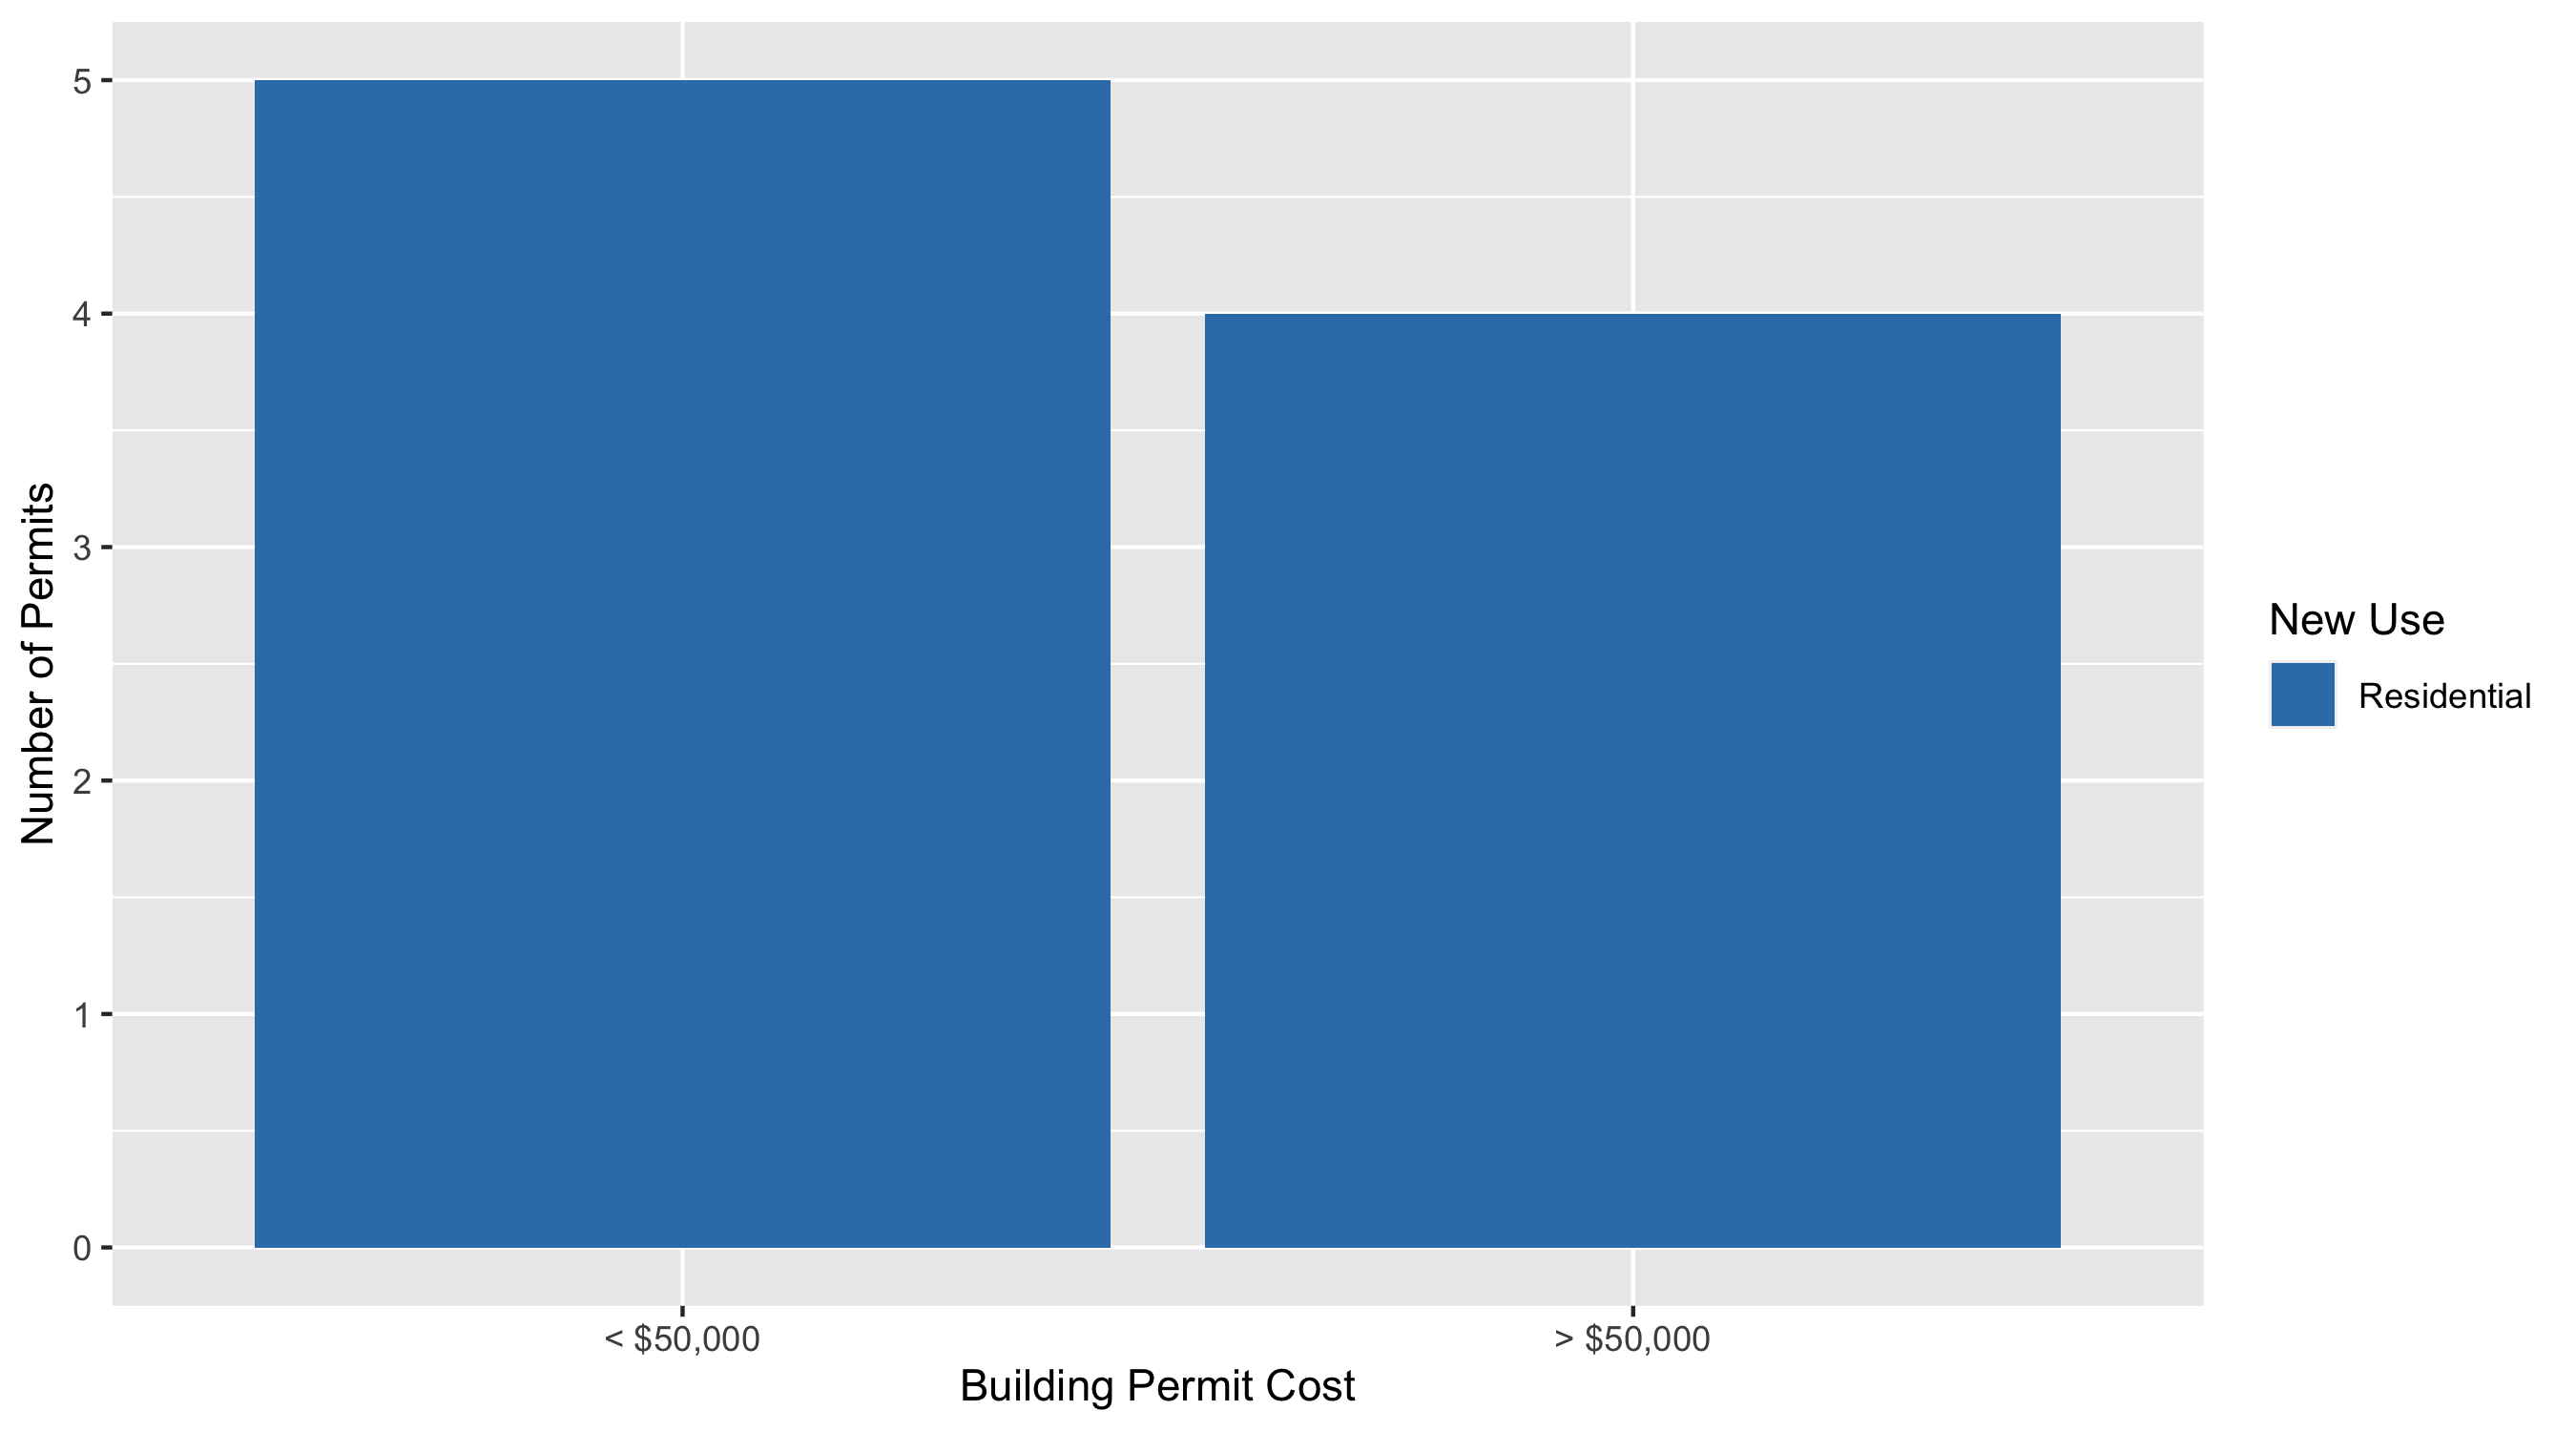 Number of Permits
5
4
3
2
1
0
< $50,000
> $50,000
Building Permit Cost
New Use
Residential